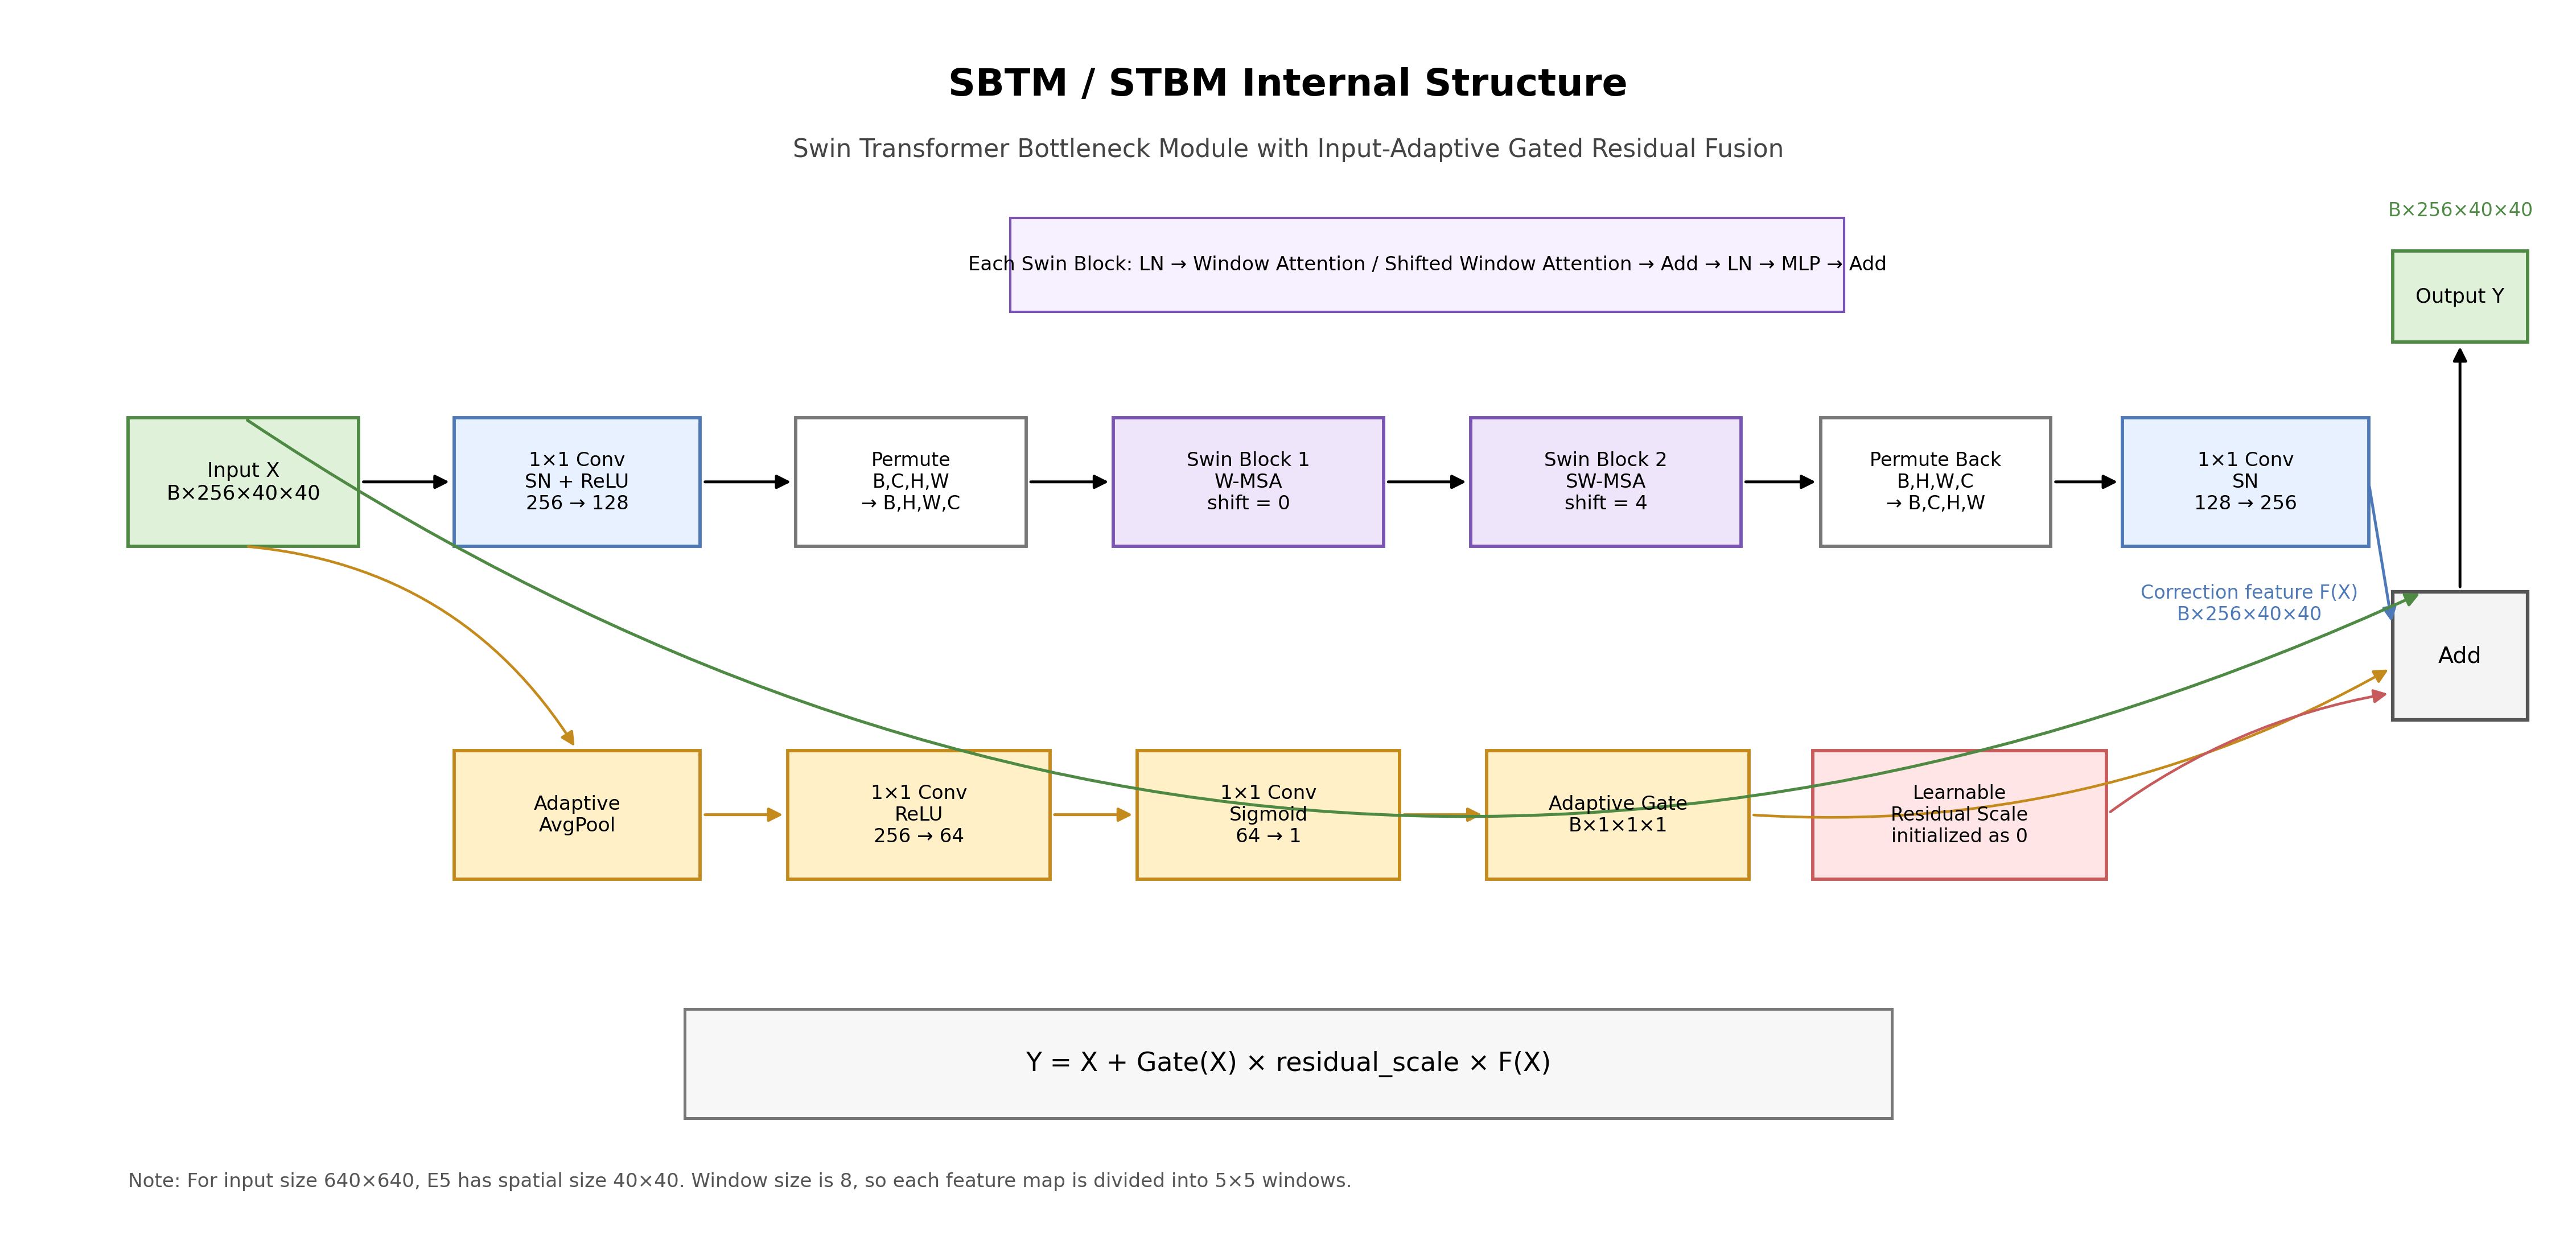 SBTM / STBM Internal Structure
Swin Transformer Bottleneck Module with Input-Adaptive Gated Residual Fusion
B×256×40×40
Each Swin Block: LN → Window Attention / Shifted Window Attention → Add → LN → MLP → Add
Output Y
Input X
B×256×40×40
1×1 Conv
SN + ReLU
256 → 128
Permute
B,C,H,W
→ B,H,W,C
Swin Block 1
W-MSA
shift = 0
Swin Block 2
SW-MSA
shift = 4
Permute Back
B,H,W,C
→ B,C,H,W
1×1 Conv
SN
128 → 256
Correction feature F(X)
B×256×40×40
Add
Adaptive
AvgPool
1×1 Conv
ReLU
256 → 64
1×1 Conv
Sigmoid
64 → 1
Adaptive Gate
B×1×1×1
Learnable
Residual Scale
initialized as 0
Y = X + Gate(X) × residual_scale × F(X)
Note: For input size 640×640, E5 has spatial size 40×40. Window size is 8, so each feature map is divided into 5×5 windows.